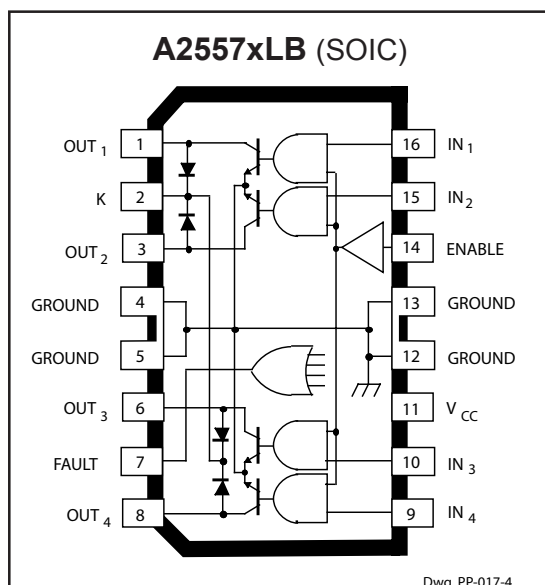 A2557xLB (SOIC)
OUT 1 1 16 IN 1
K 2 15 IN 2
OUT 2 3 14 ENABLE
GROUND 4 13 GROUND
GROUND 5 12 GROUND
OUT 3 6 11 V CC
FAULT 7 10 IN 3
OUT 4 8 9 IN 4
Dwg. PP-017-4